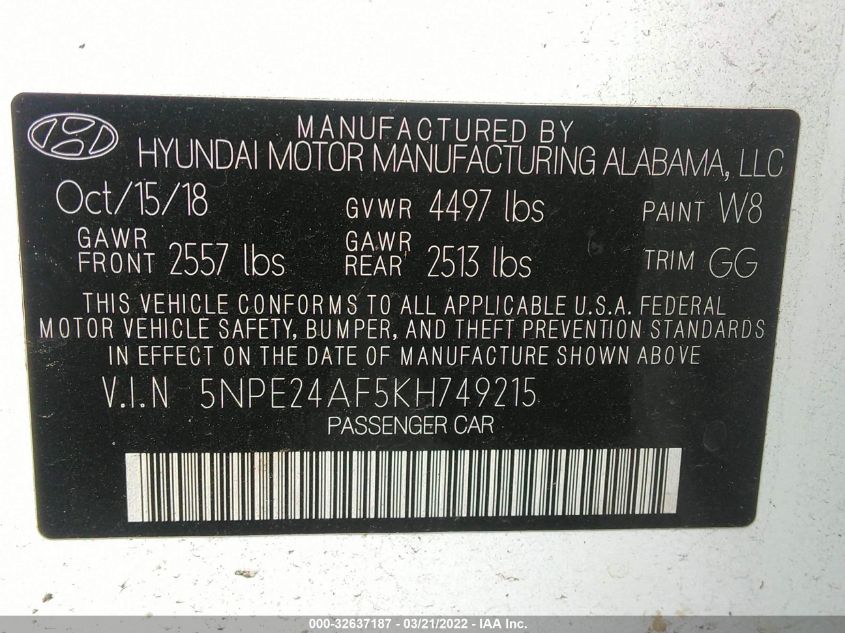 MANUFACTURED BY
HYUNDAI MOTOR MANUFACTURING ALABAMA, LLC
Oct/15/18 GVWR 4497 lbs PAINT W8
GAWR FRONT 2557 lbs GAWR REAR 2513 lbs TRIM GG
THIS VEHICLE CONFORMS TO ALL APPLICABLE U.S.A. FEDERAL
MOTOR VEHICLE SAFETY, BUMPER, AND THEFT PREVENTION STANDARDS
IN EFFECT ON THE DATE OF MANUFACTURE SHOWN ABOVE
V.I.N 5NPE24AF5KH749215
PASSENGER CAR
000-32637187 - 03/21/2022 - IAA Inc.